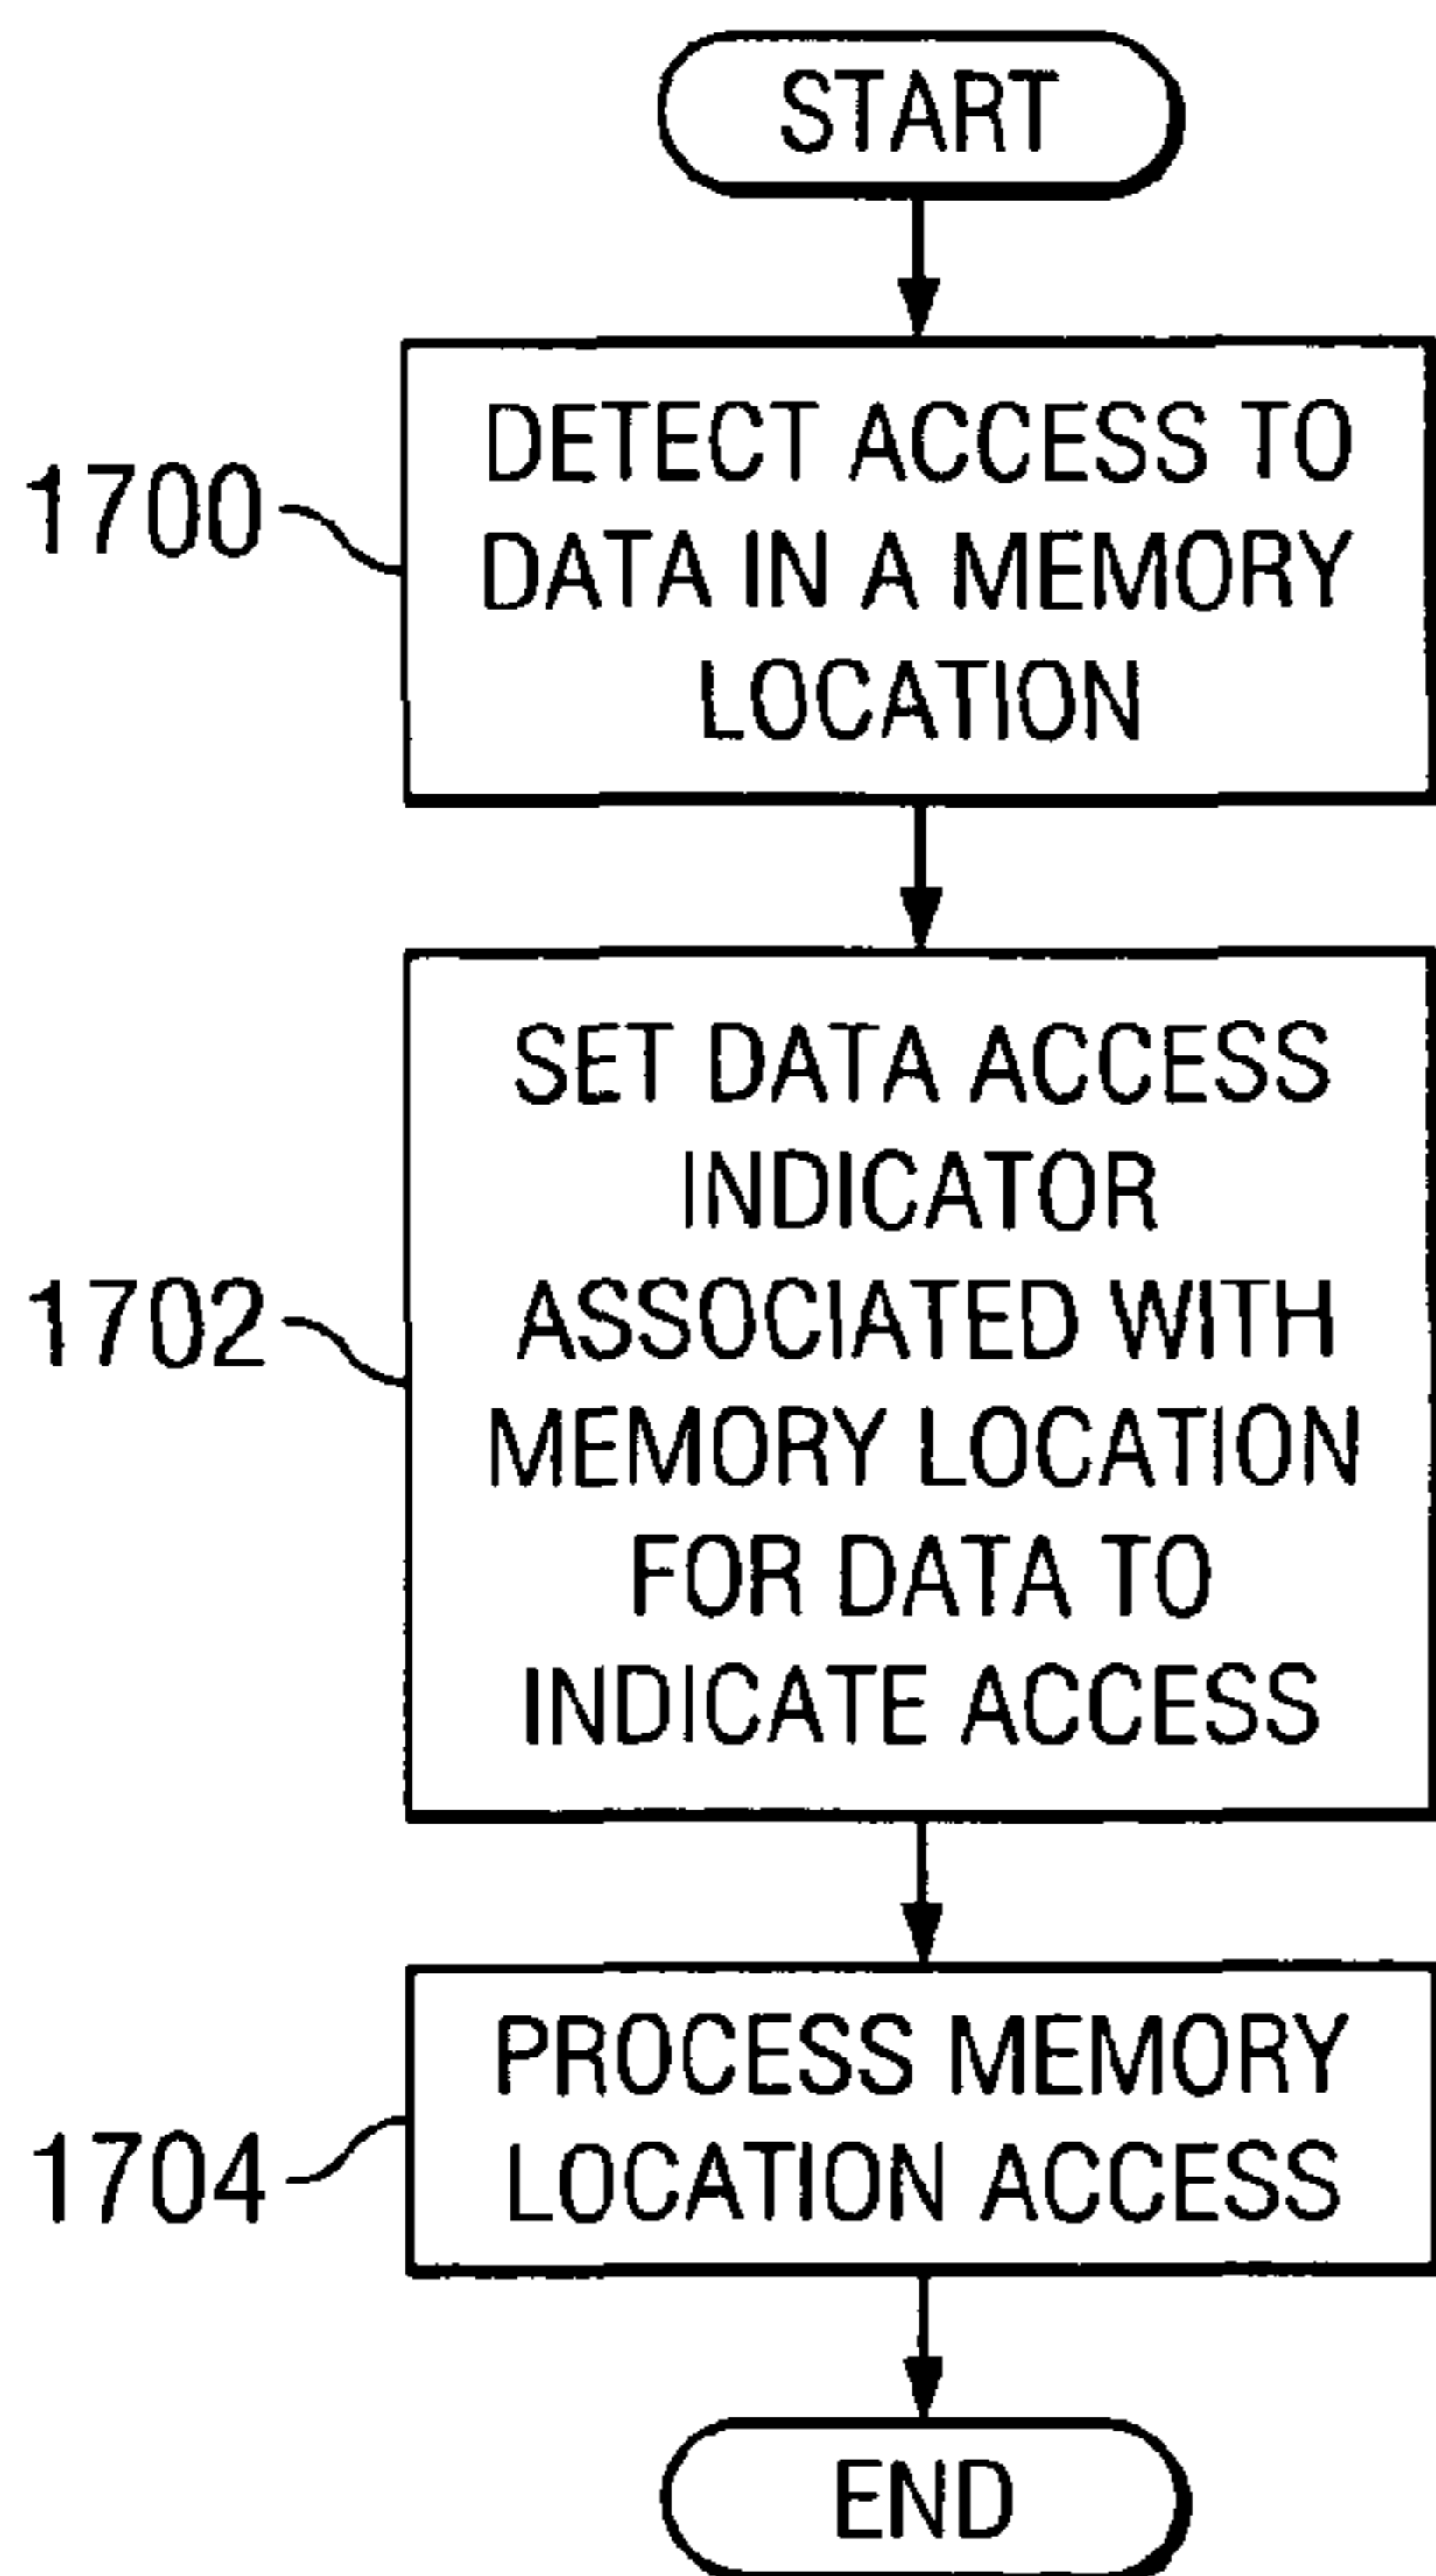 START
1700
DETECT ACCESS TO
DATA IN A MEMORY
LOCATION
1702
SET DATA ACCESS
INDICATOR
ASSOCIATED WITH
MEMORY LOCATION
FOR DATA TO
INDICATE ACCESS
1704
PROCESS MEMORY
LOCATION ACCESS
END